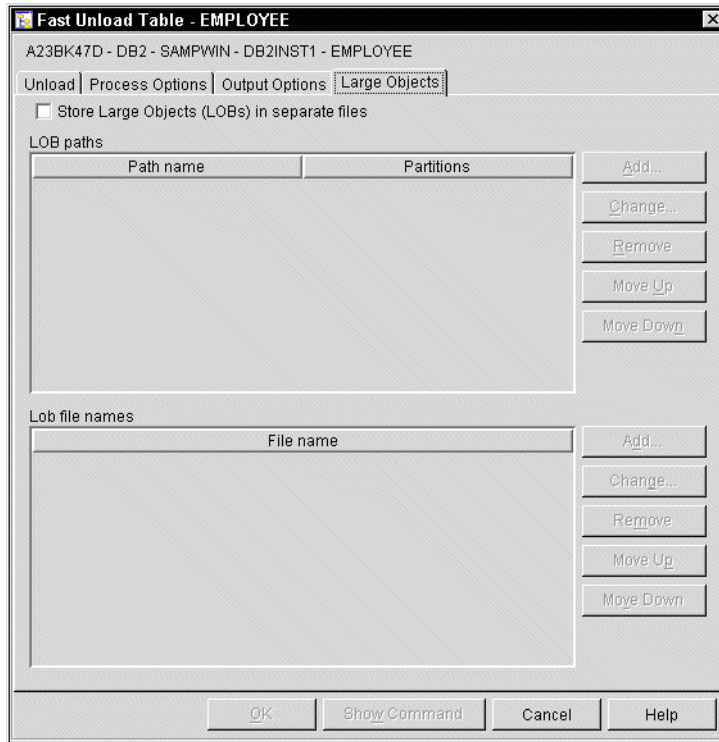 Fast Unload Table - EMPLOYEE
A23BK47D - DB2 - SAMPWIN - DB2INST1 - EMPLOYEE
Unload Process Options Output Options Large Objects
Store Large Objects (LOBs) in separate files
LOB paths
Path name Partitions
Add...
Change...
Remove
Move Up
Move Down
Lob file names
File name
Add...
Change...
Remove
Move Up
Move Down
OK Show Command Cancel Help